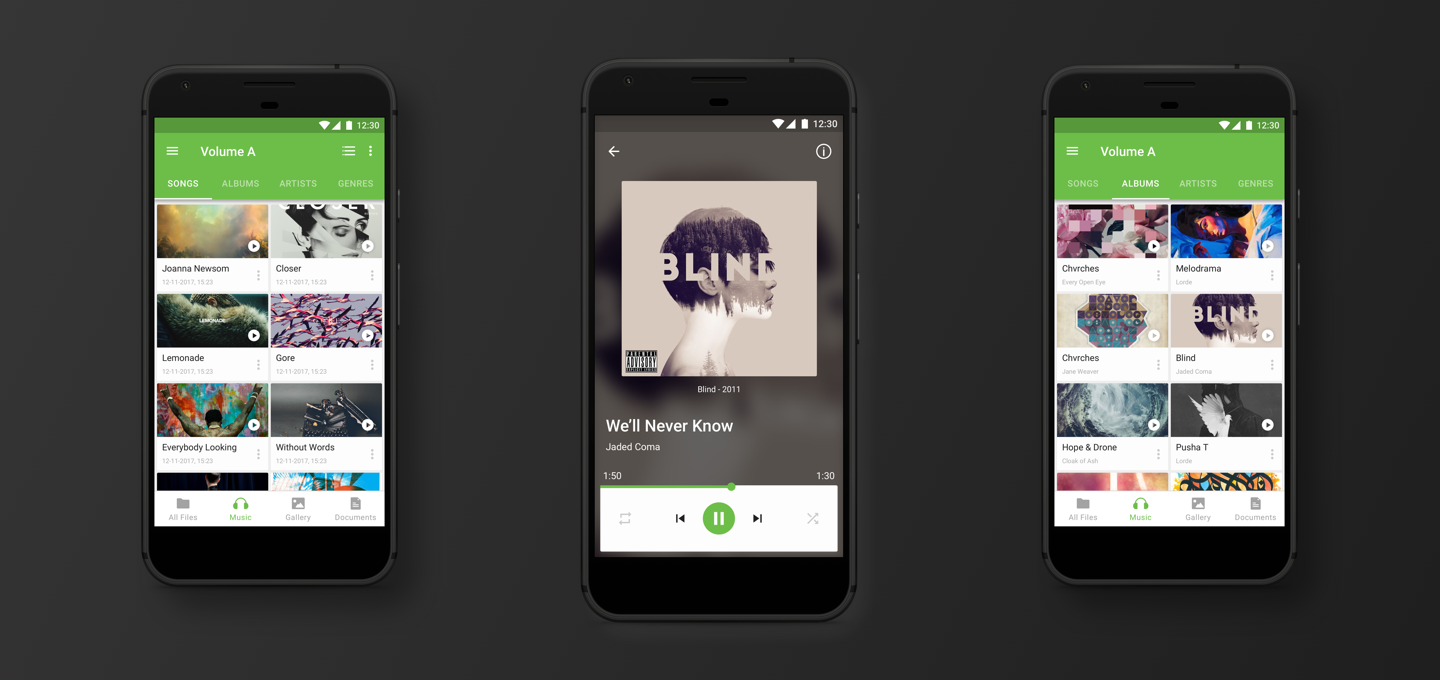 12:30
Volume A
SONGS ALBUMS ARTISTS GENRES
CLOSER
Joanna Newsom
12-11-2017, 15:23
Closer
12-11-2017, 15:23
LEMONADE
Lemonade
12-11-2017, 15:23
Gore
12-11-2017, 15:23
Everybody Looking
12-11-2017, 15:23
Without Words
12-11-2017, 15:23
All Files Music Gallery Documents
12:30
BLIND
PARENTAL
ADVISORY
EXPLICIT LYRICS
Blind - 2011
We'll Never Know
Jaded Coma
1:50 1:30
12:30
Volume A
SONGS ALBUMS ARTISTS GENRES
Chvrches
Every Open Eye
Melodrama
Lorde
BLIND
Chvrches
Jane Weaver
Blind
Jaded Coma
Hope & Drone
Cloak of Ash
Pusha T
Lorde
All Files Music Gallery Documents